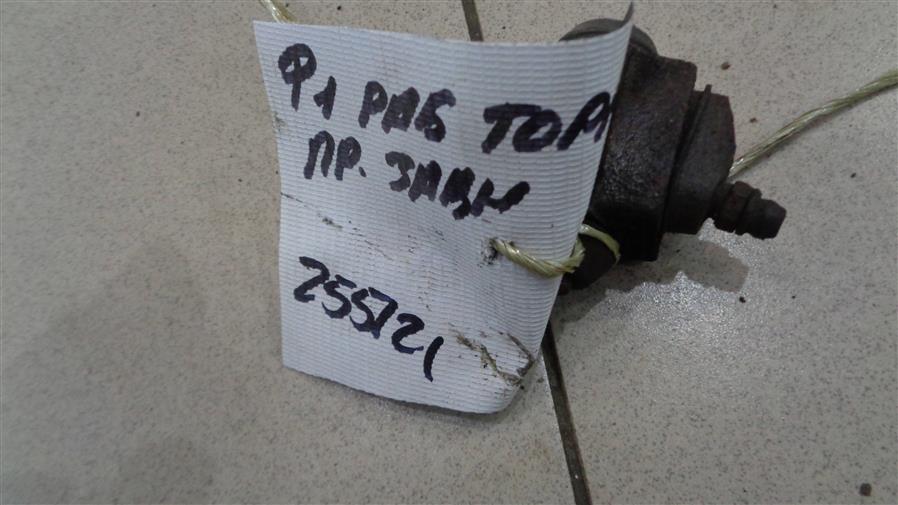 Ф1 РАБ ТОРМ
ПР. ЗАДН
255721